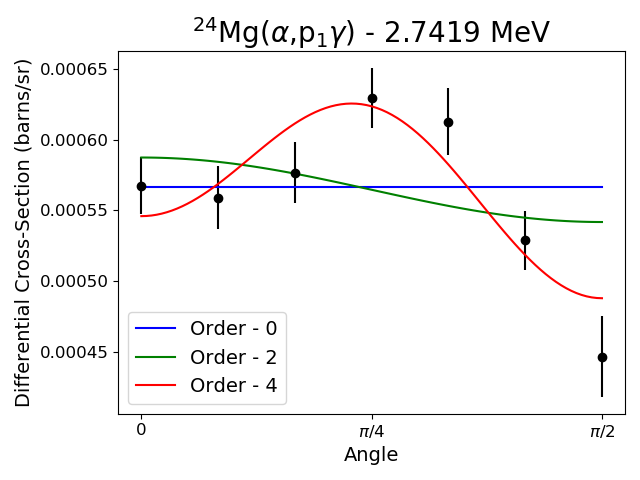 ²⁴Mg(α,p₁γ) - 2.7419 MeV
Differential Cross-Section (barns/sr)
0.00065
0.00060
0.00055
0.00050
0.00045
Order - 0
Order - 2
Order - 4
0
π/4
π/2
Angle